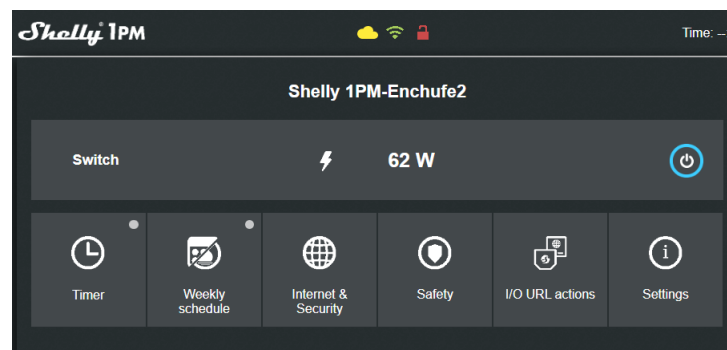 Shelly 1PM
Time: --
Shelly 1PM-Enchufe2
Switch
62 W
Timer
Weekly
schedule
Internet &
Security
Safety
I/O URL actions
Settings